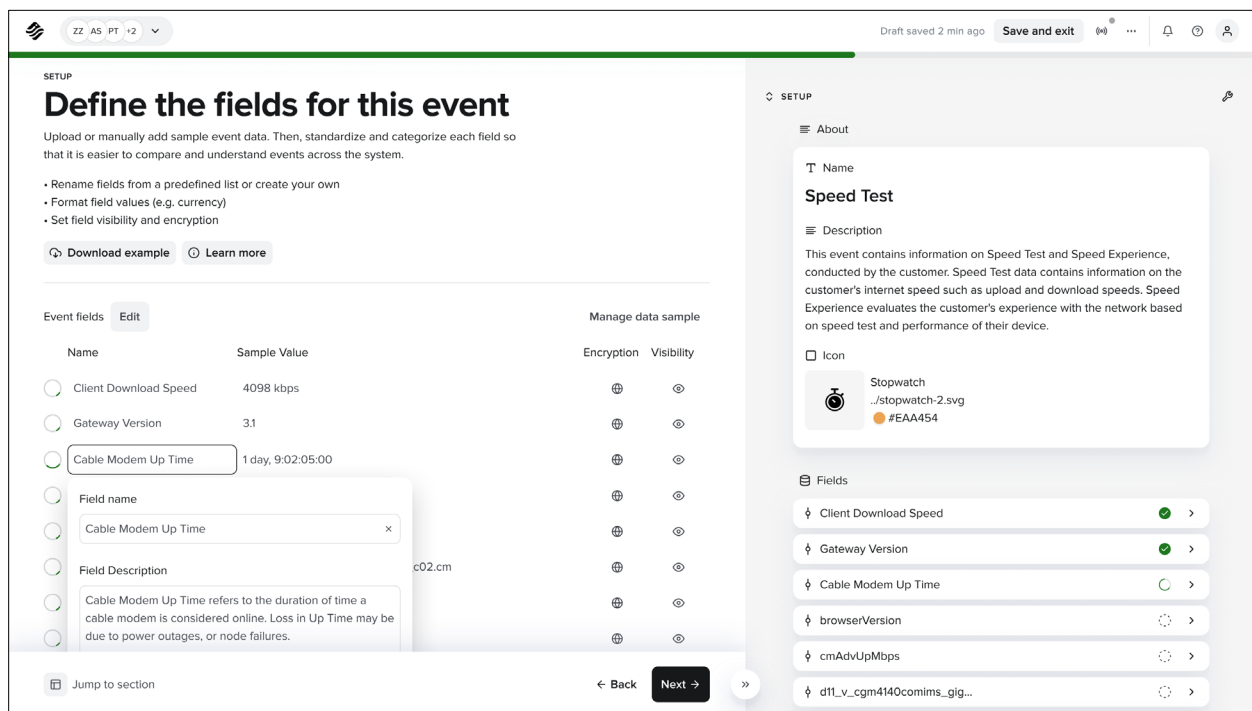 ZZ AS PT +2
Draft saved 2 min ago Save and exit
SETUP
Define the fields for this event
Upload or manually add sample event data. Then, standardize and categorize each field so
that it is easier to compare and understand events across the system.
• Rename fields from a predefined list or create your own
• Format field values (e.g. currency)
• Set field visibility and encryption
Download example Learn more
Event fields Edit Manage data sample
Name Sample Value Encryption Visibility
Client Download Speed 4098 kbps
Gateway Version 3.1
Cable Modem Up Time 1 day, 9:02:05:00
Field name
Cable Modem Up Time
Field Description
c02.cm
Cable Modem Up Time refers to the duration of time a
cable modem is considered online. Loss in Up Time may be
due to power outages, or node failures.
Jump to section Back Next
SETUP
About
Name
Speed Test
Description
This event contains information on Speed Test and Speed Experience,
conducted by the customer. Speed Test data contains information on the
customer's internet speed such as upload and download speeds. Speed
Experience evaluates the customer's experience with the network based
on speed test and performance of their device.
Icon
Stopwatch
../stopwatch-2.svg
#EAA454
Fields
Client Download Speed
Gateway Version
Cable Modem Up Time
browserVersion
cmAdvUpMbps
d11_v_cgm4140comims_gig...